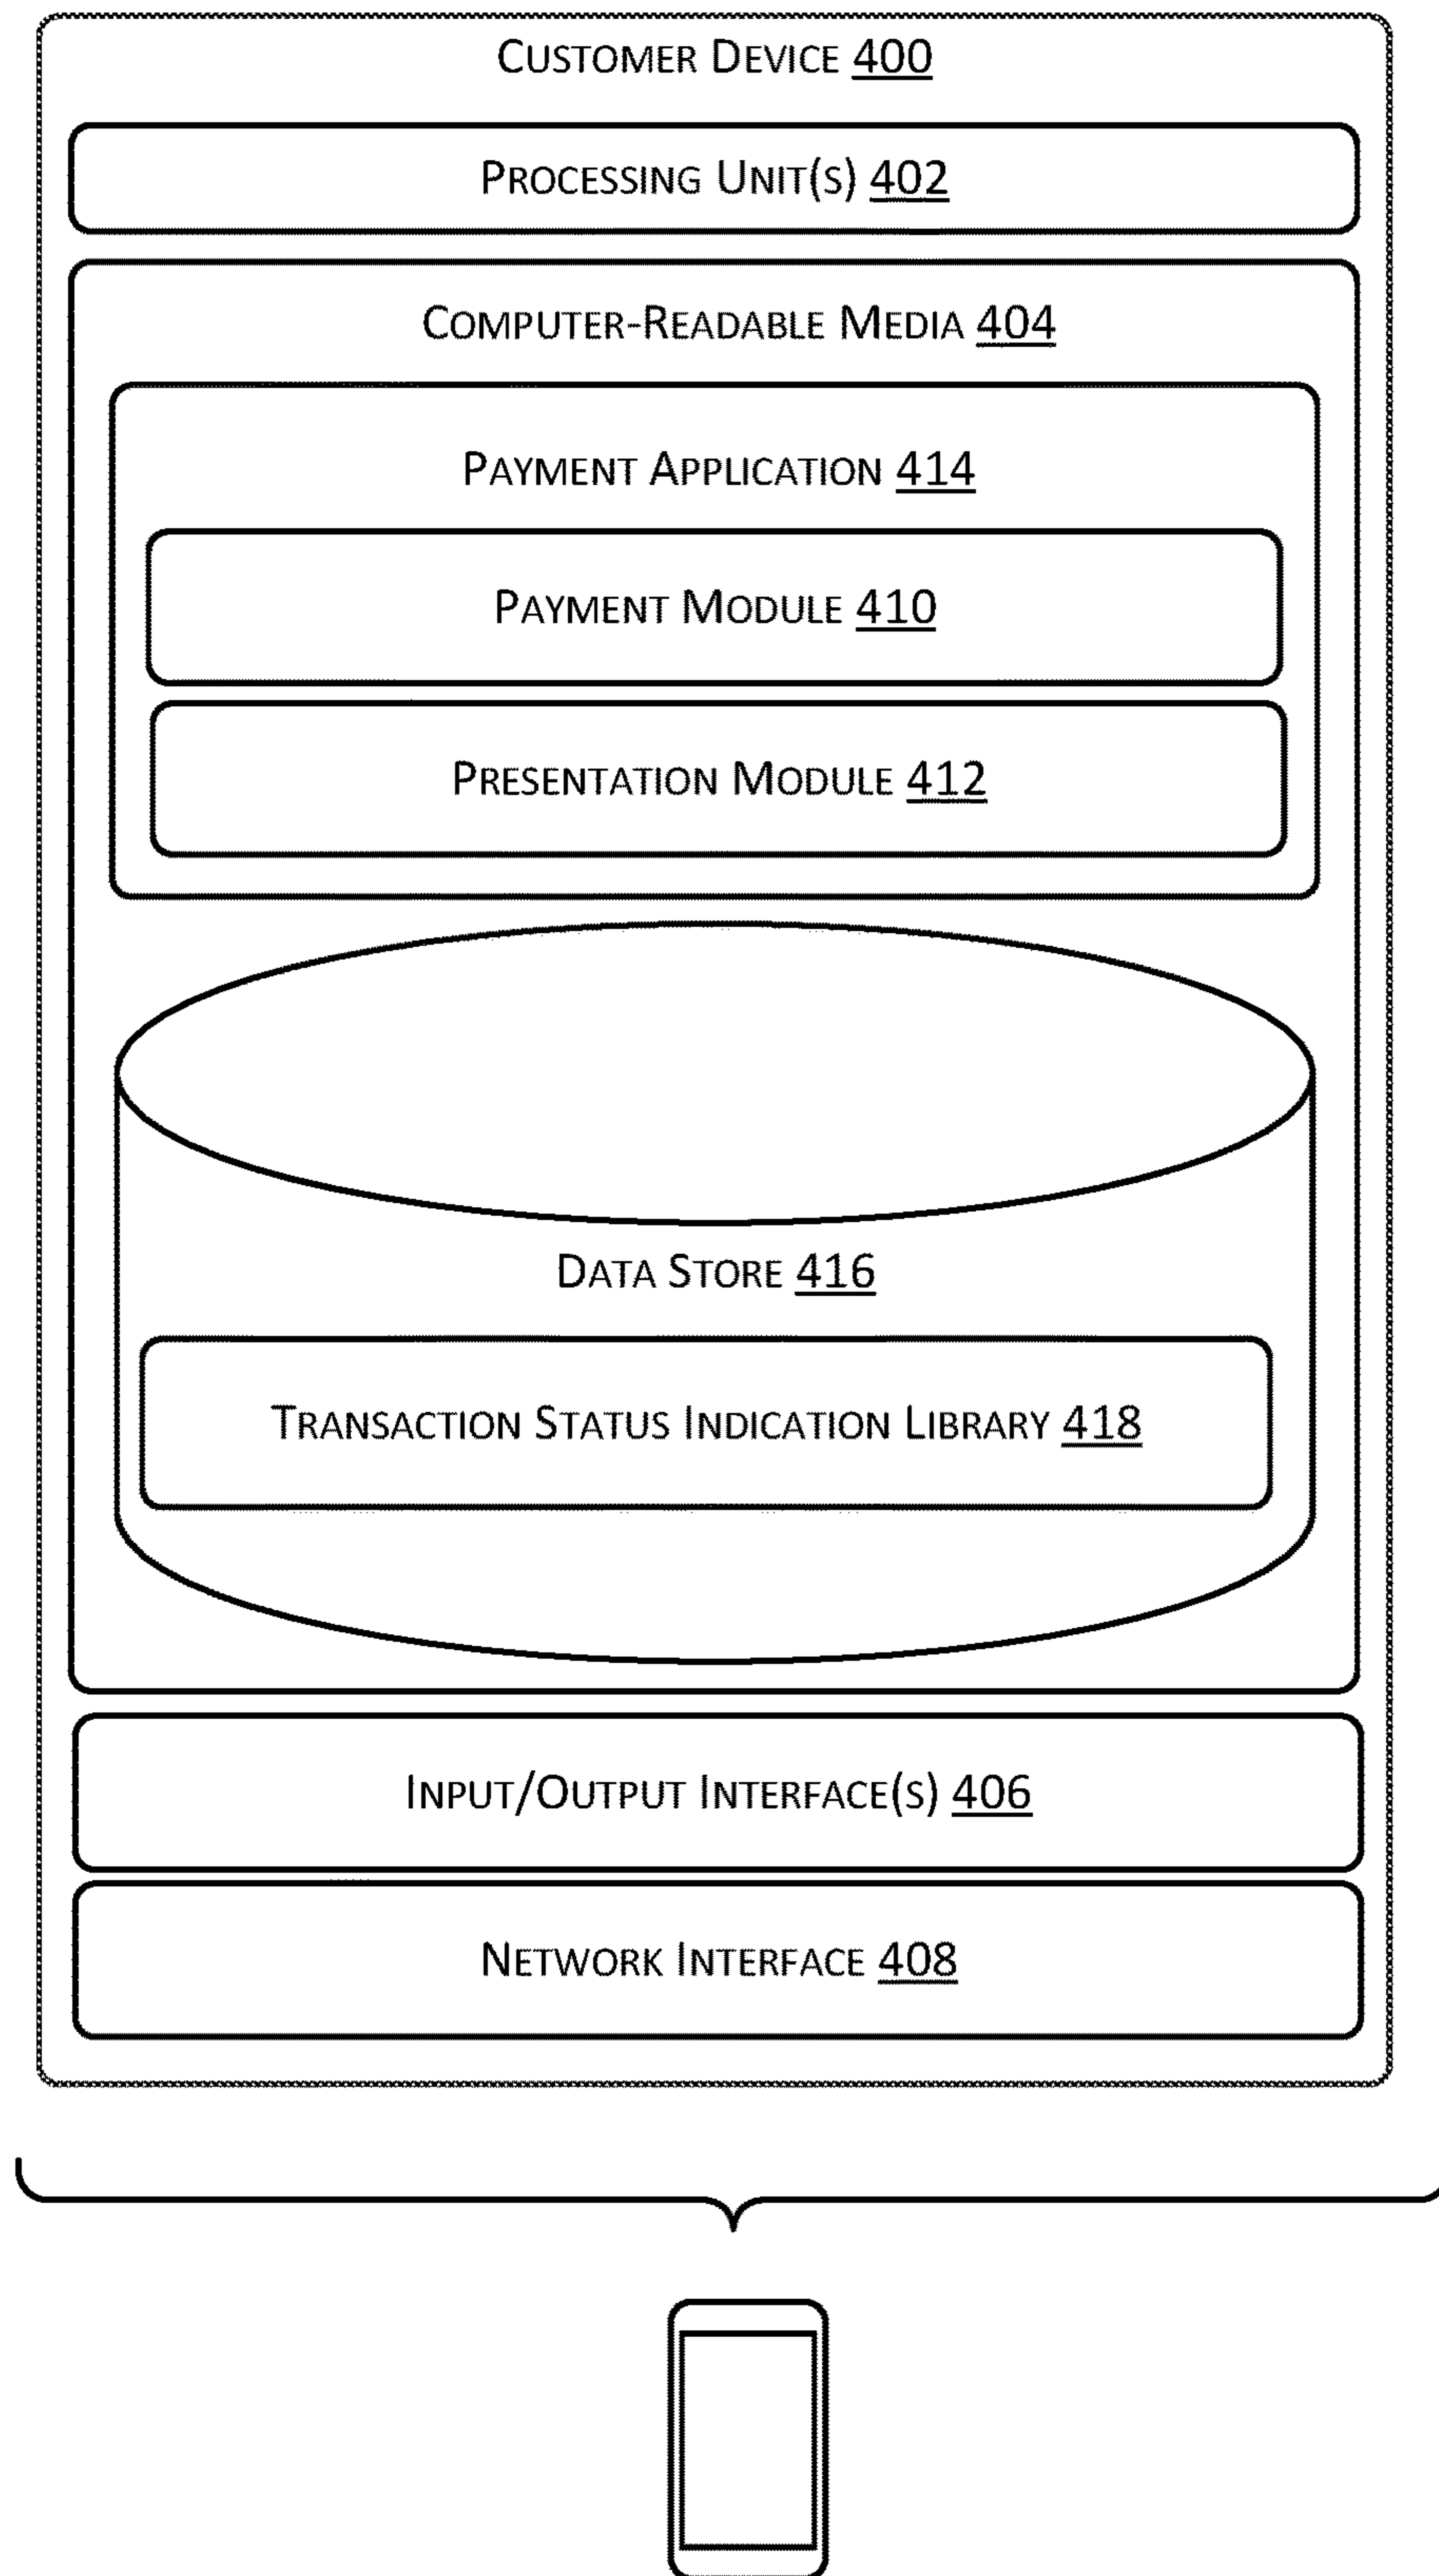 CUSTOMER DEVICE 400
PROCESSING UNIT(S) 402
COMPUTER-READABLE MEDIA 404
PAYMENT APPLICATION 414
PAYMENT MODULE 410
PRESENTATION MODULE 412
DATA STORE 416
TRANSACTION STATUS INDICATION LIBRARY 418
INPUT/OUTPUT INTERFACE(S) 406
NETWORK INTERFACE 408